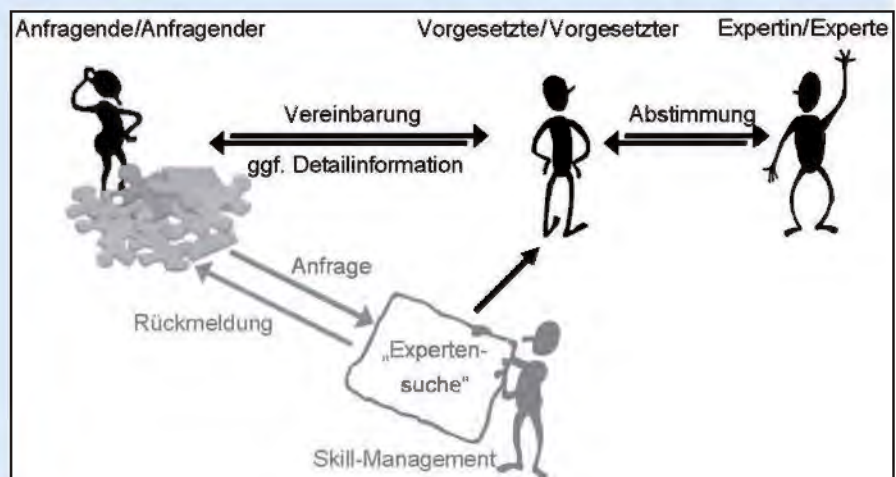 Anfragende/Anfragender
Vorgesetzte/Vorgesetzter
Expertin/Experte
Vereinbarung
ggf. Detailinformation
Abstimmung
Anfrage
Rückmeldung
„Experten-
suche“
Skill-Management